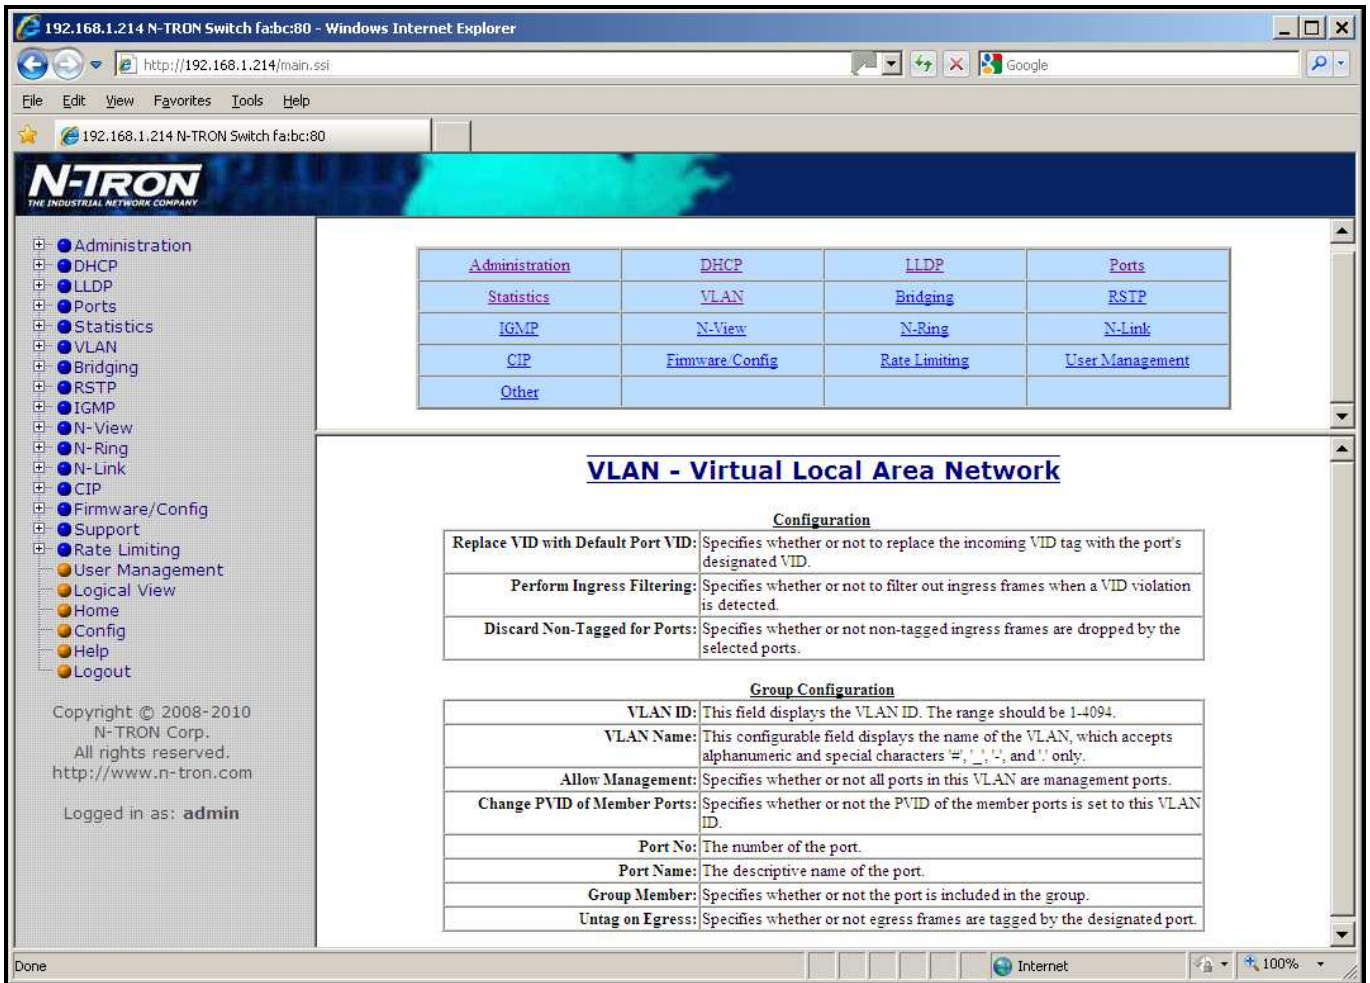 192.168.1.214 N-TRON Switch fa:bc:80 - Windows Internet Explorer
http://192.168.1.214/main.ssi
Google
File Edit View Favorites Tools Help
192.168.1.214 N-TRON Switch fa:bc:80
N-TRON
THE INDUSTRIAL NETWORK COMPANY
Administration
DHCP
LLDP
Ports
Statistics
VLAN
Bridging
RSTP
IGMP
N-View
N-Ring
N-Link
CIP
Firmware/Config
Support
Rate Limiting
User Management
Logical View
Home
Config
Help
Logout
Copyright © 2008-2010
N-TRON Corp.
All rights reserved.
http://www.n-tron.com
Logged in as: admin
Administration DHCP LLDP Ports
Statistics VLAN Bridging RSTP
IGMP N-View N-Ring N-Link
CIP Firmware/Config Rate Limiting User Management
Other
VLAN - Virtual Local Area Network
Configuration
Replace VID with Default Port VID: Specifies whether or not to replace the incoming VID tag with the port's
designated VID.
Perform Ingress Filtering: Specifies whether or not to filter out ingress frames when a VID violation
is detected.
Discard Non-Tagged for Ports: Specifies whether or not non-tagged ingress frames are dropped by the
selected ports.
Group Configuration
VLAN ID: This field displays the VLAN ID. The range should be 1-4094.
VLAN Name: This configurable field displays the name of the VLAN, which accepts
alphanumeric and special characters '#', '_', '-', and '.' only.
Allow Management: Specifies whether or not all ports in this VLAN are management ports.
Change PVID of Member Ports: Specifies whether or not the PVID of the member ports is set to this VLAN
ID.
Port No: The number of the port.
Port Name: The descriptive name of the port.
Group Member: Specifies whether or not the port is included in the group.
Untag on Egress: Specifies whether or not egress frames are tagged by the designated port.
Done
Internet
100%